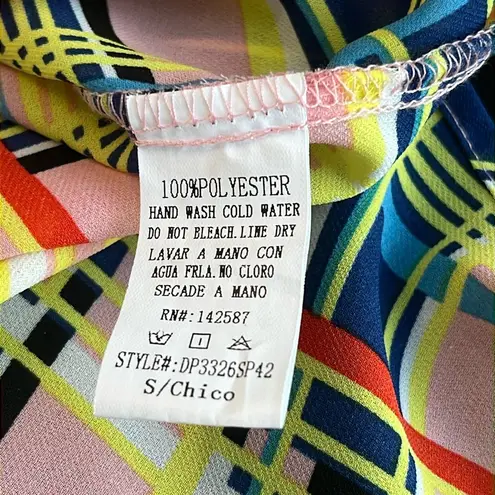 100%POLYESTER
HAND WASH COLD WATER
DO NOT BLEACH.LINE DRY
LAVAR A MANO CON
AGUA FRLA.NO CLORO
SECADE A MANO
RN#:142587
STYLE#:DP3326SP42
S/Chico